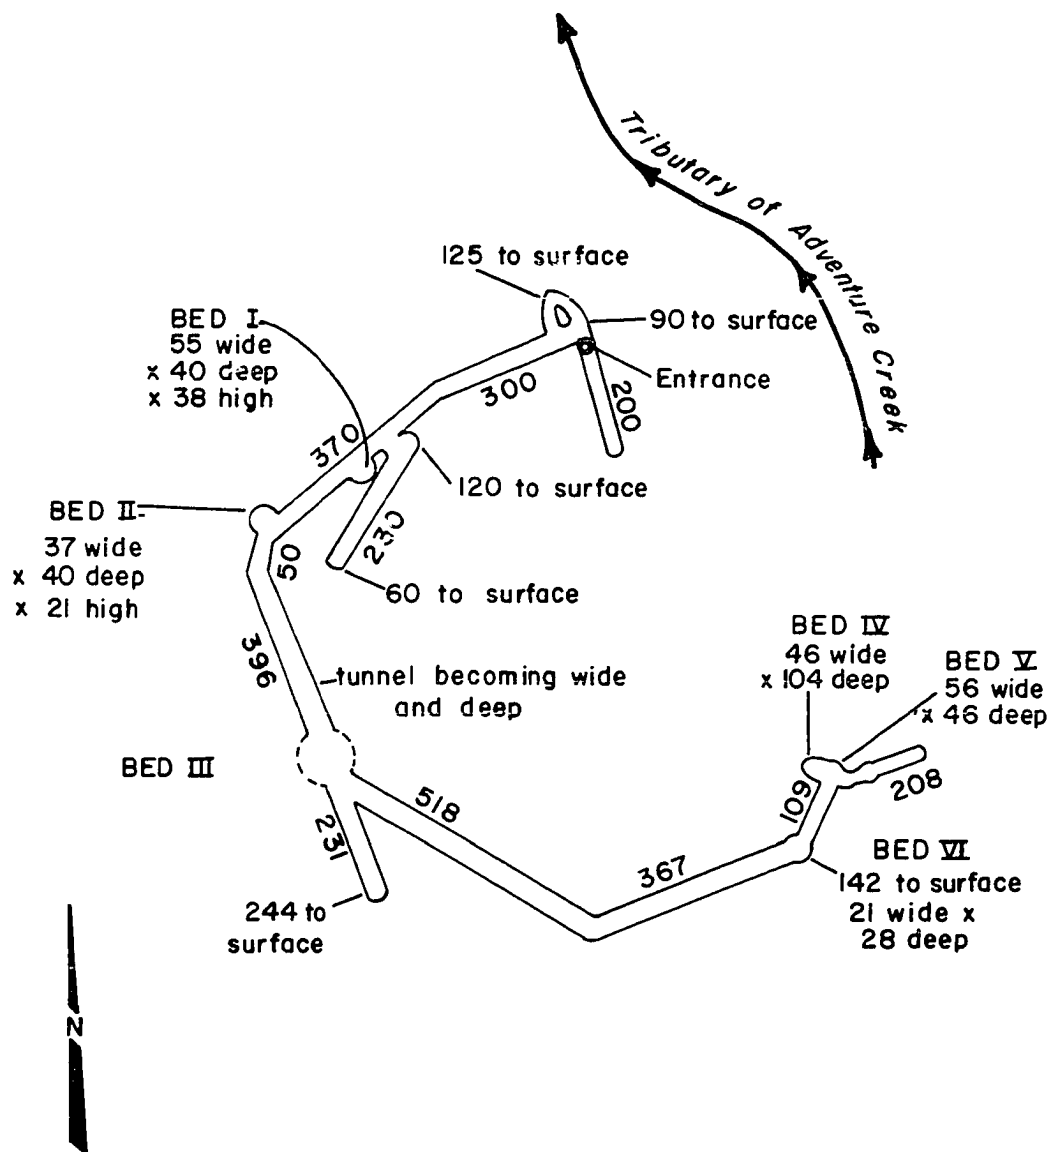 Tributary of Adventure Creek
125 to surface
BED I
55 wide
x 40 deep
x 38 high
90 to surface
Entrance
300
200
370
120 to surface
BED II
37 wide
x 40 deep
x 21 high
50
230
60 to surface
396
tunnel becoming wide
and deep
BED III
BED IV
46 wide
x 104 deep
BED V
56 wide
x 46 deep
518
109
208
231
367
BED VI
142 to surface
21 wide x
28 deep
244 to
surface
N